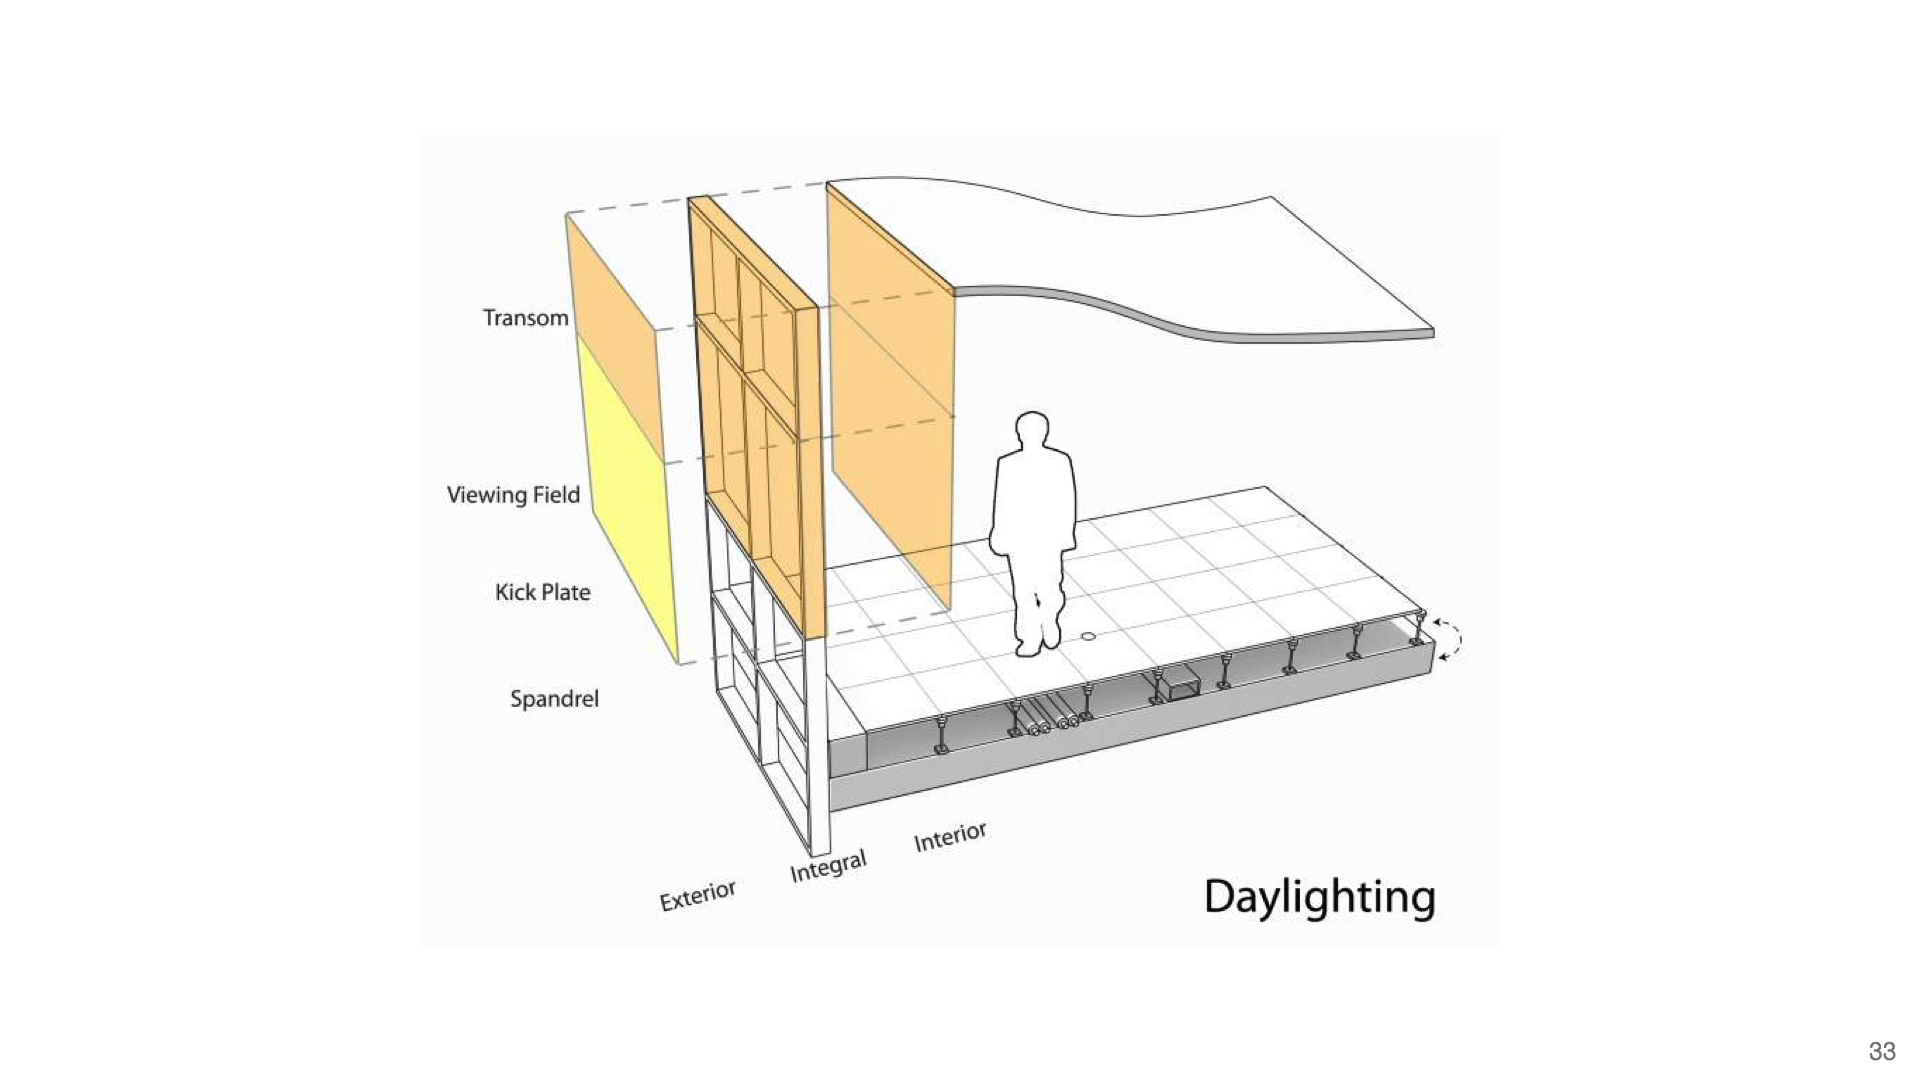 Transom
Viewing Field
Kick Plate
Spandrel
Exterior
Integral
Interior
Daylighting
33